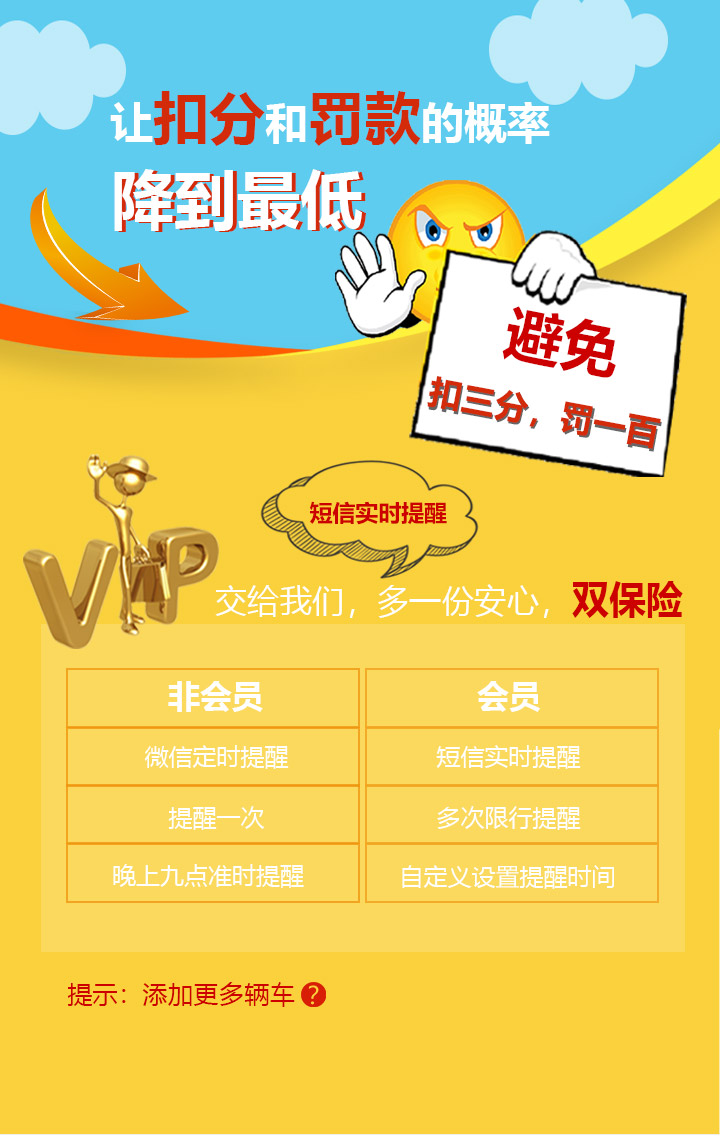 让扣分和罚款的概率
降到最低
避免
扣三分，罚一百
VIP
短信实时提醒
交给我们，多一份安心，双保险
非会员 会员
微信定时提醒 短信实时提醒
提醒一次 多次限行提醒
晚上九点准时提醒 自定义设置提醒时间
提示：添加更多辆车 ?